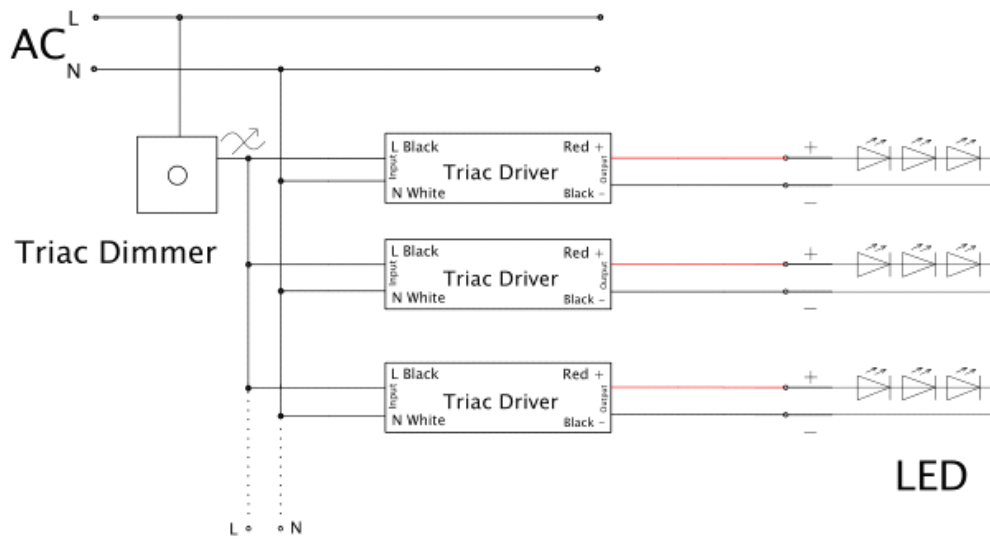 L
AC
N
L Black
Red +
Input
Triac Driver
Output
N White
Black -
+
−
Triac Dimmer
L Black
Red +
Input
Triac Driver
Output
N White
Black -
+
−
L Black
Red +
Input
Triac Driver
Output
N White
Black -
+
−
LED
L
N